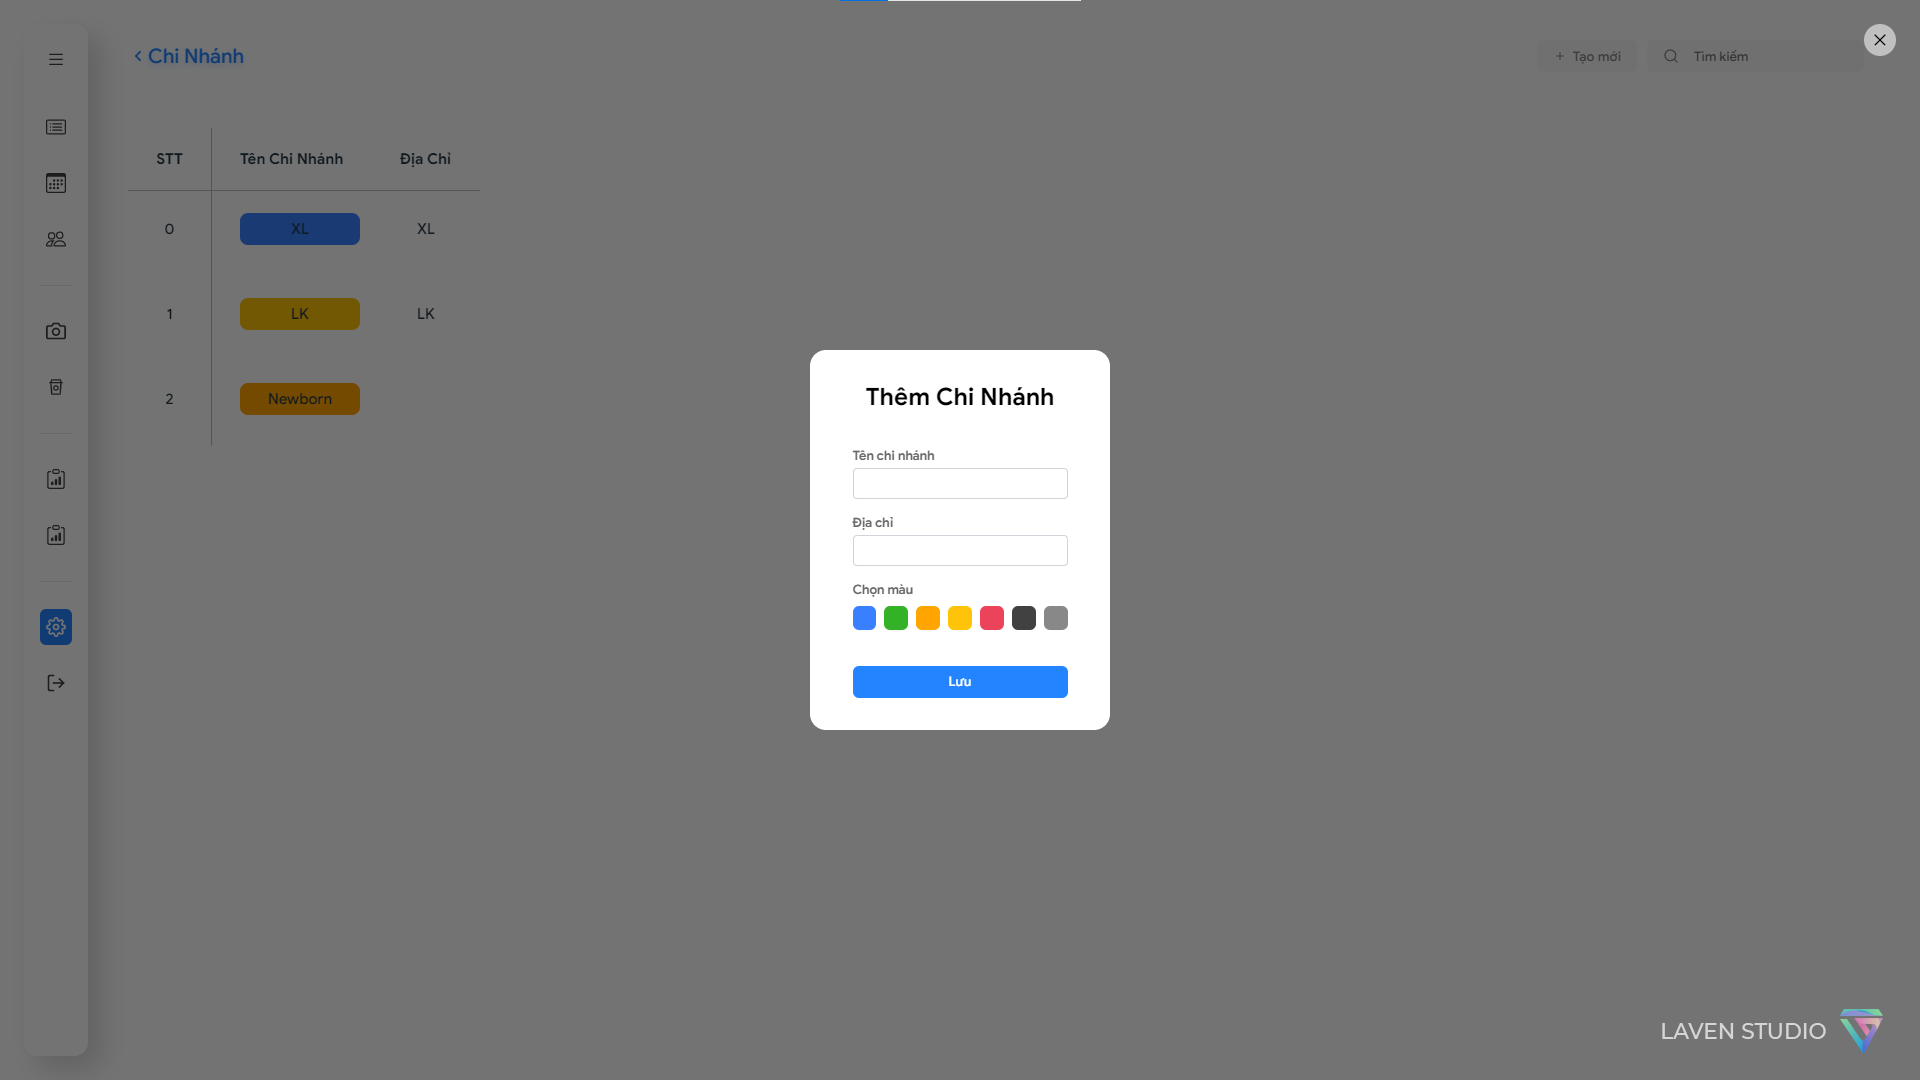 Chi Nhánh
Tạo mới
Tìm kiếm
STT Tên Chi Nhánh Địa Chỉ
0 XL XL
1 LK LK
2 Newborn
Thêm Chi Nhánh
Tên chi nhánh
Địa chỉ
Chọn màu
Lưu
LAVEN STUDIO